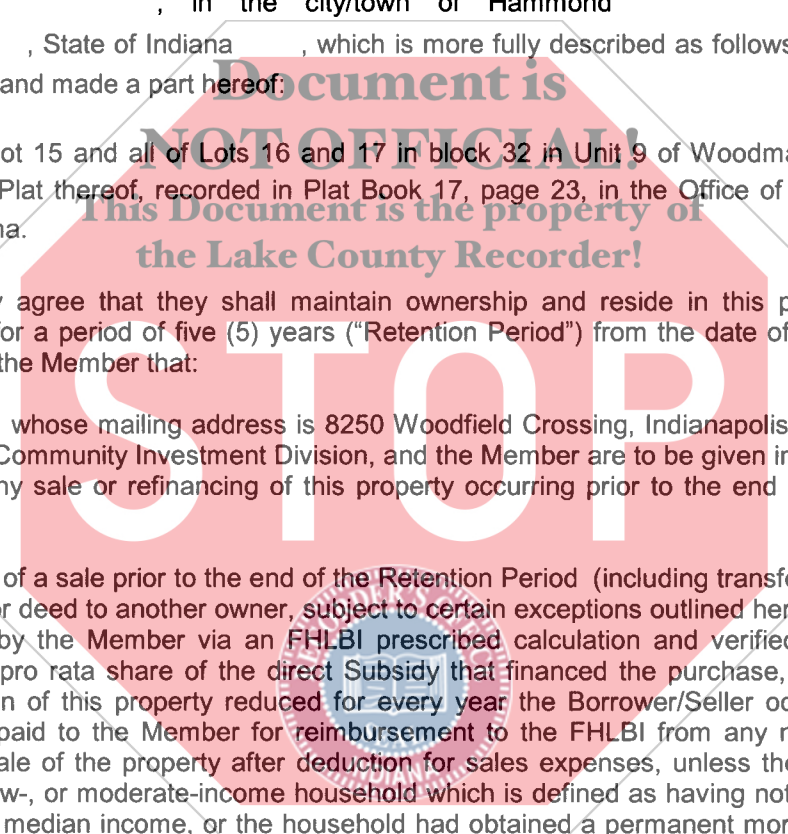 , in the city/town of Hammond
, State of Indiana , which is more fully described as follows
and made a part hereof:
Document is
ot 15 and all of Lots 16 and 17 in block 32 in Unit 9 of Woodma
NOT OFFICIAL!
Plat thereof, recorded in Plat Book 17, page 23, in the Office of
This Document is the property of
na.
the Lake County Recorder!
y agree that they shall maintain ownership and reside in this p
or a period of five (5) years (“Retention Period”) from the date of
the Member that:
STOP
whose mailing address is 8250 Woodfield Crossing, Indianapolis
Community Investment Division, and the Member are to be given
ny sale or refinancing of this property occurring prior to the end
of a sale prior to the end of the Retention Period (including transfe
or deed to another owner, subject to certain exceptions outlined her
by the Member via an FHLBI prescribed calculation and verified
pro rata share of the direct Subsidy that financed the purchase,
n of this property reduced for every year the Borrower/Seller oc
paid to the Member for reimbursement to the FHLBI from any
ale of the property after deduction for sales expenses, unless the
w-, or moderate-income household which is defined as having not
median income, or the household had obtained a permanent mor
INDIANA